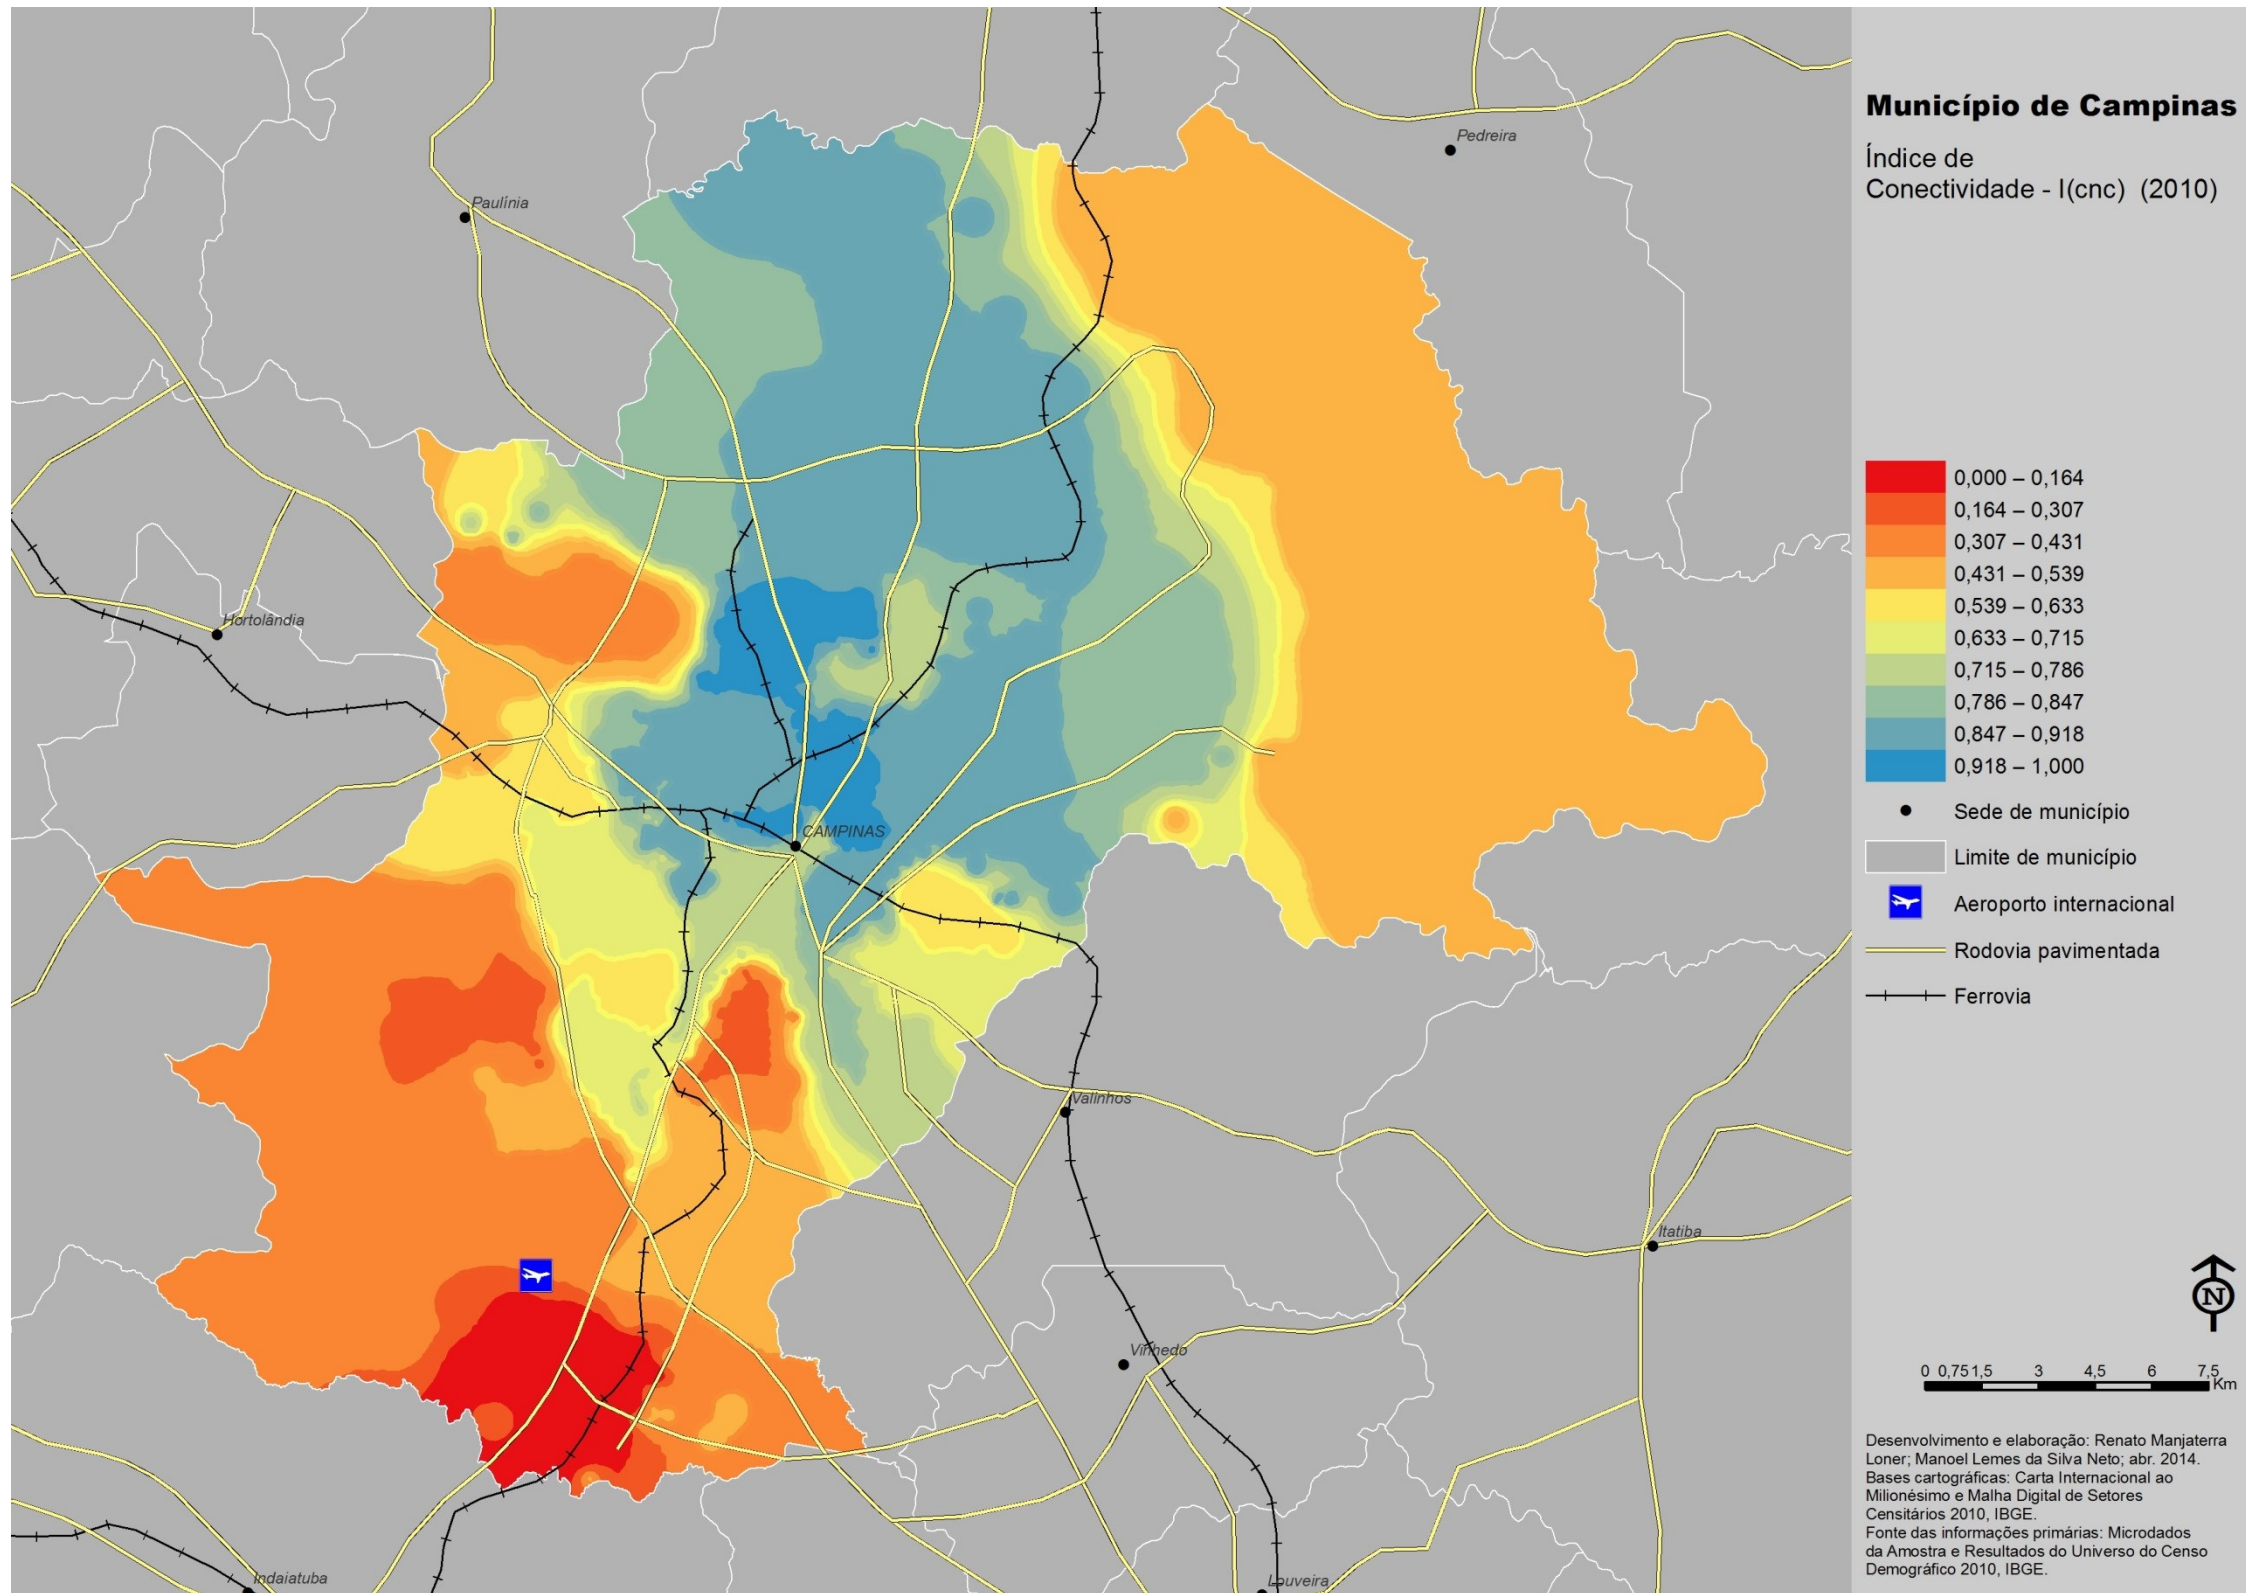 Município de Campinas
Índice de
Conectividade - I(cnc) (2010)
Pedreira
Paulínia
Hortolândia
CAMPINAS
Valinhos
Itatiba
Vinhedo
Indaiatuba
Louveira
0,000 – 0,164
0,164 – 0,307
0,307 – 0,431
0,431 – 0,539
0,539 – 0,633
0,633 – 0,715
0,715 – 0,786
0,786 – 0,847
0,847 – 0,918
0,918 – 1,000
Sede de município
Limite de município
Aeroporto internacional
Rodovia pavimentada
Ferrovia
N
0 0,75 1,5 3 4,5 6 7,5
Km
Desenvolvimento e elaboração: Renato Manjaterra
Loner; Manoel Lemes da Silva Neto; abr. 2014.
Bases cartográficas: Carta Internacional ao
Milionésimo e Malha Digital de Setores
Censitários 2010, IBGE.
Fonte das informações primárias: Microdados
da Amostra e Resultados do Universo do Censo
Demográfico 2010, IBGE.